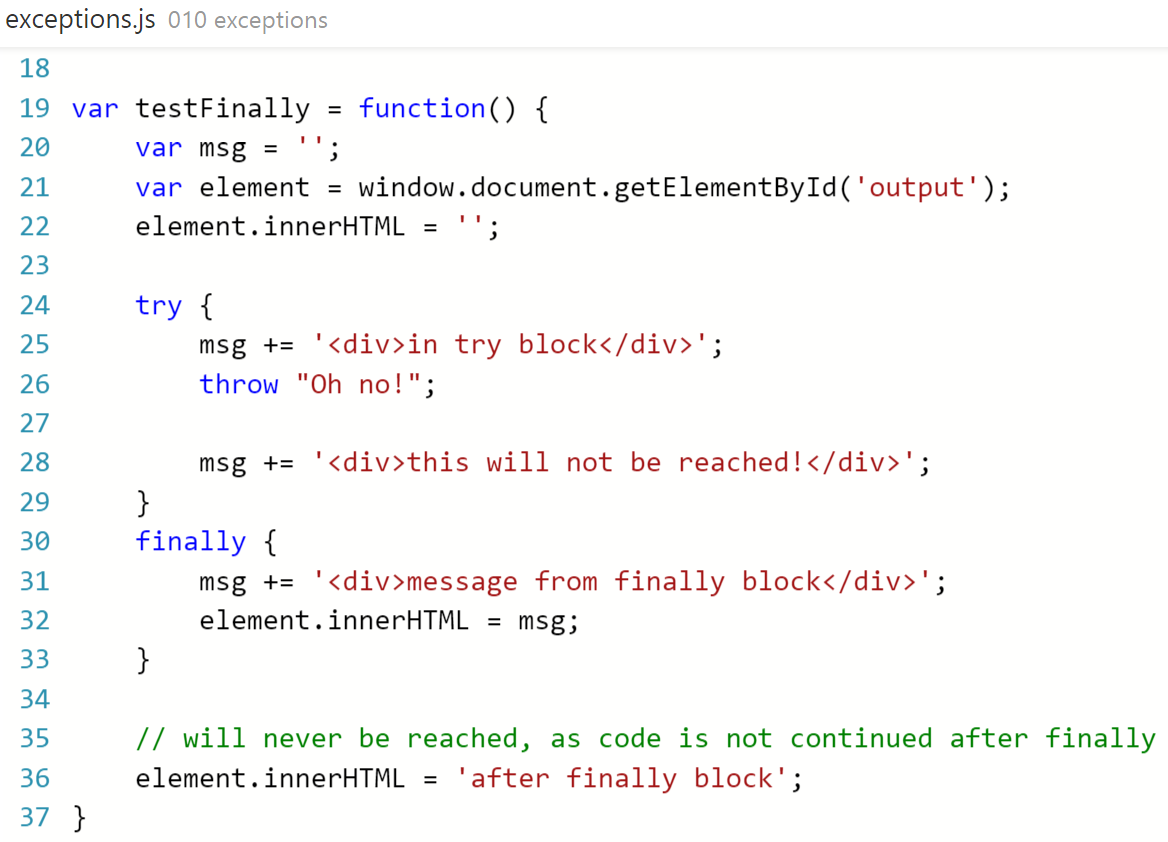 exceptions.js 010 exceptions
18
19 var testFinally = function() {
20     var msg = '';
21     var element = window.document.getElementById('output');
22     element.innerHTML = '';
23
24     try {
25         msg += '<div>in try block</div>';
26         throw "Oh no!";
27
28         msg += '<div>this will not be reached!</div>';
29     }
30     finally {
31         msg += '<div>message from finally block</div>';
32         element.innerHTML = msg;
33     }
34
35     // will never be reached, as code is not continued after finally
36     element.innerHTML = 'after finally block';
37 }